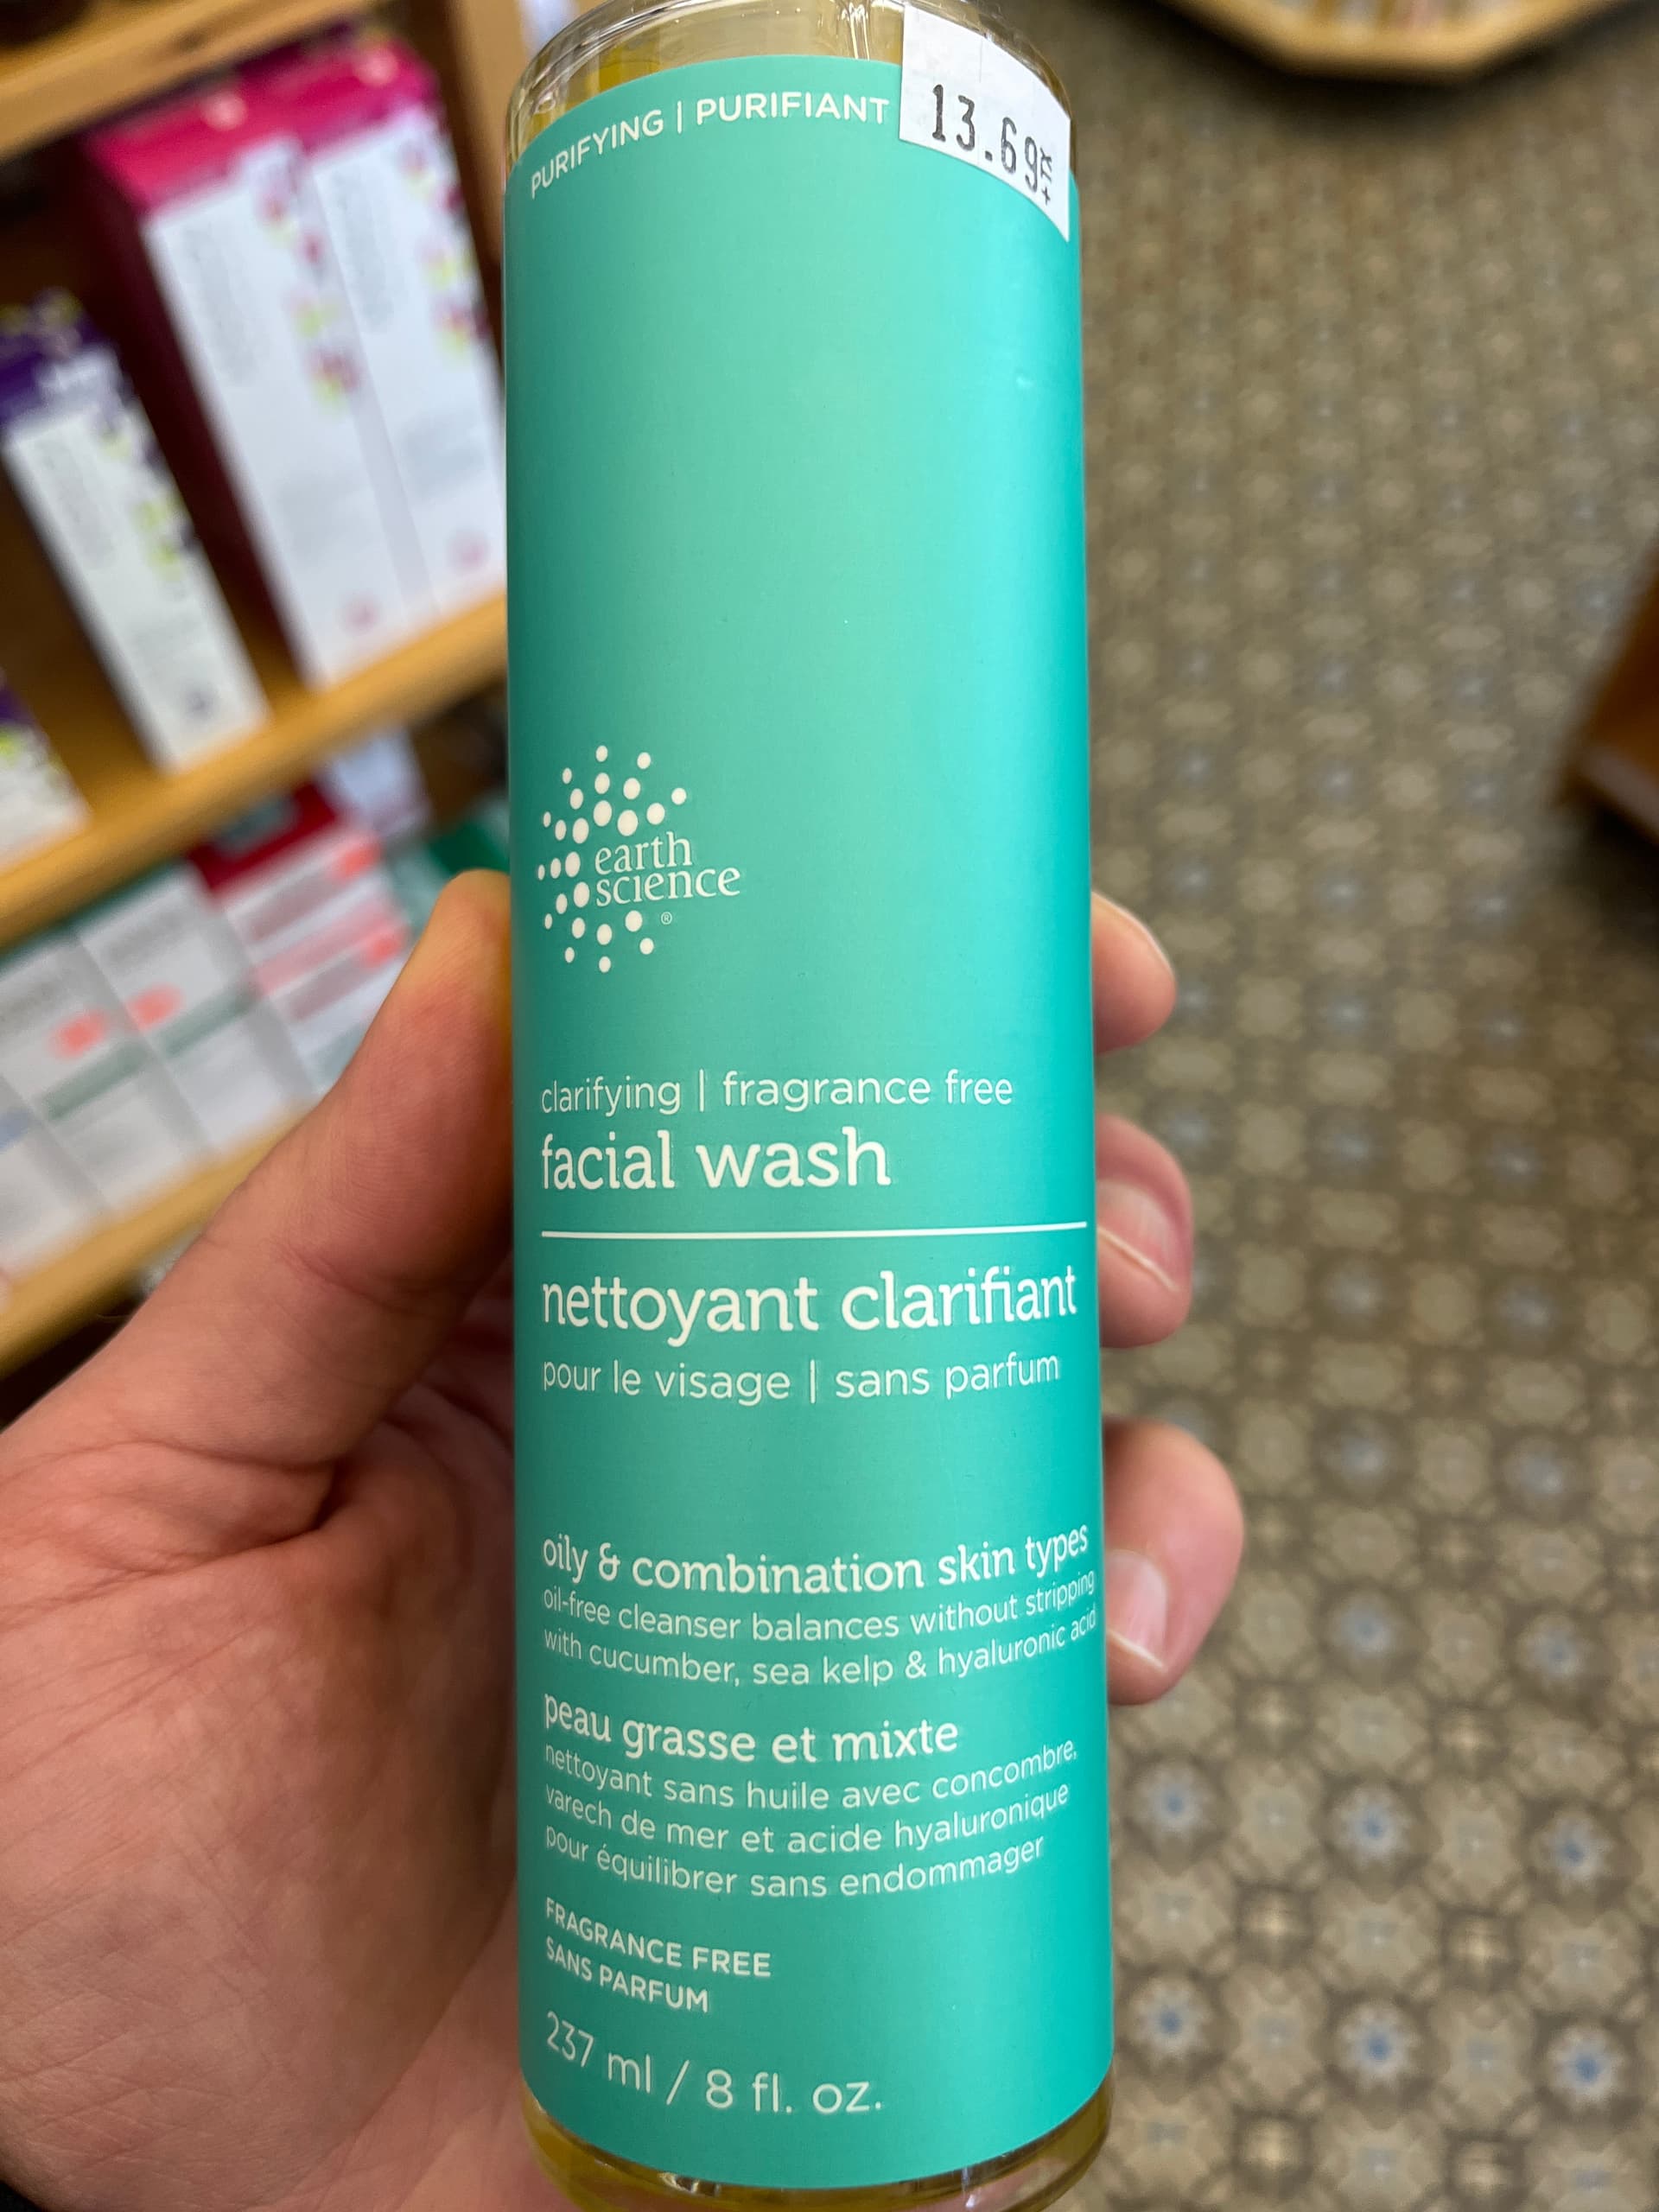 PURIFYING | PURIFIANT
13.69
earth
science
®
clarifying | fragrance free
facial wash
nettoyant clarifiant
pour le visage | sans parfum
oily & combination skin types
oil-free cleanser balances without stripping
with cucumber, sea kelp & hyaluronic acid
peau grasse et mixte
nettoyant sans huile avec concombre,
varech de mer et acide hyaluronique
pour équilibrer sans endommager
FRAGRANCE FREE
SANS PARFUM
237 ml / 8 fl. oz.